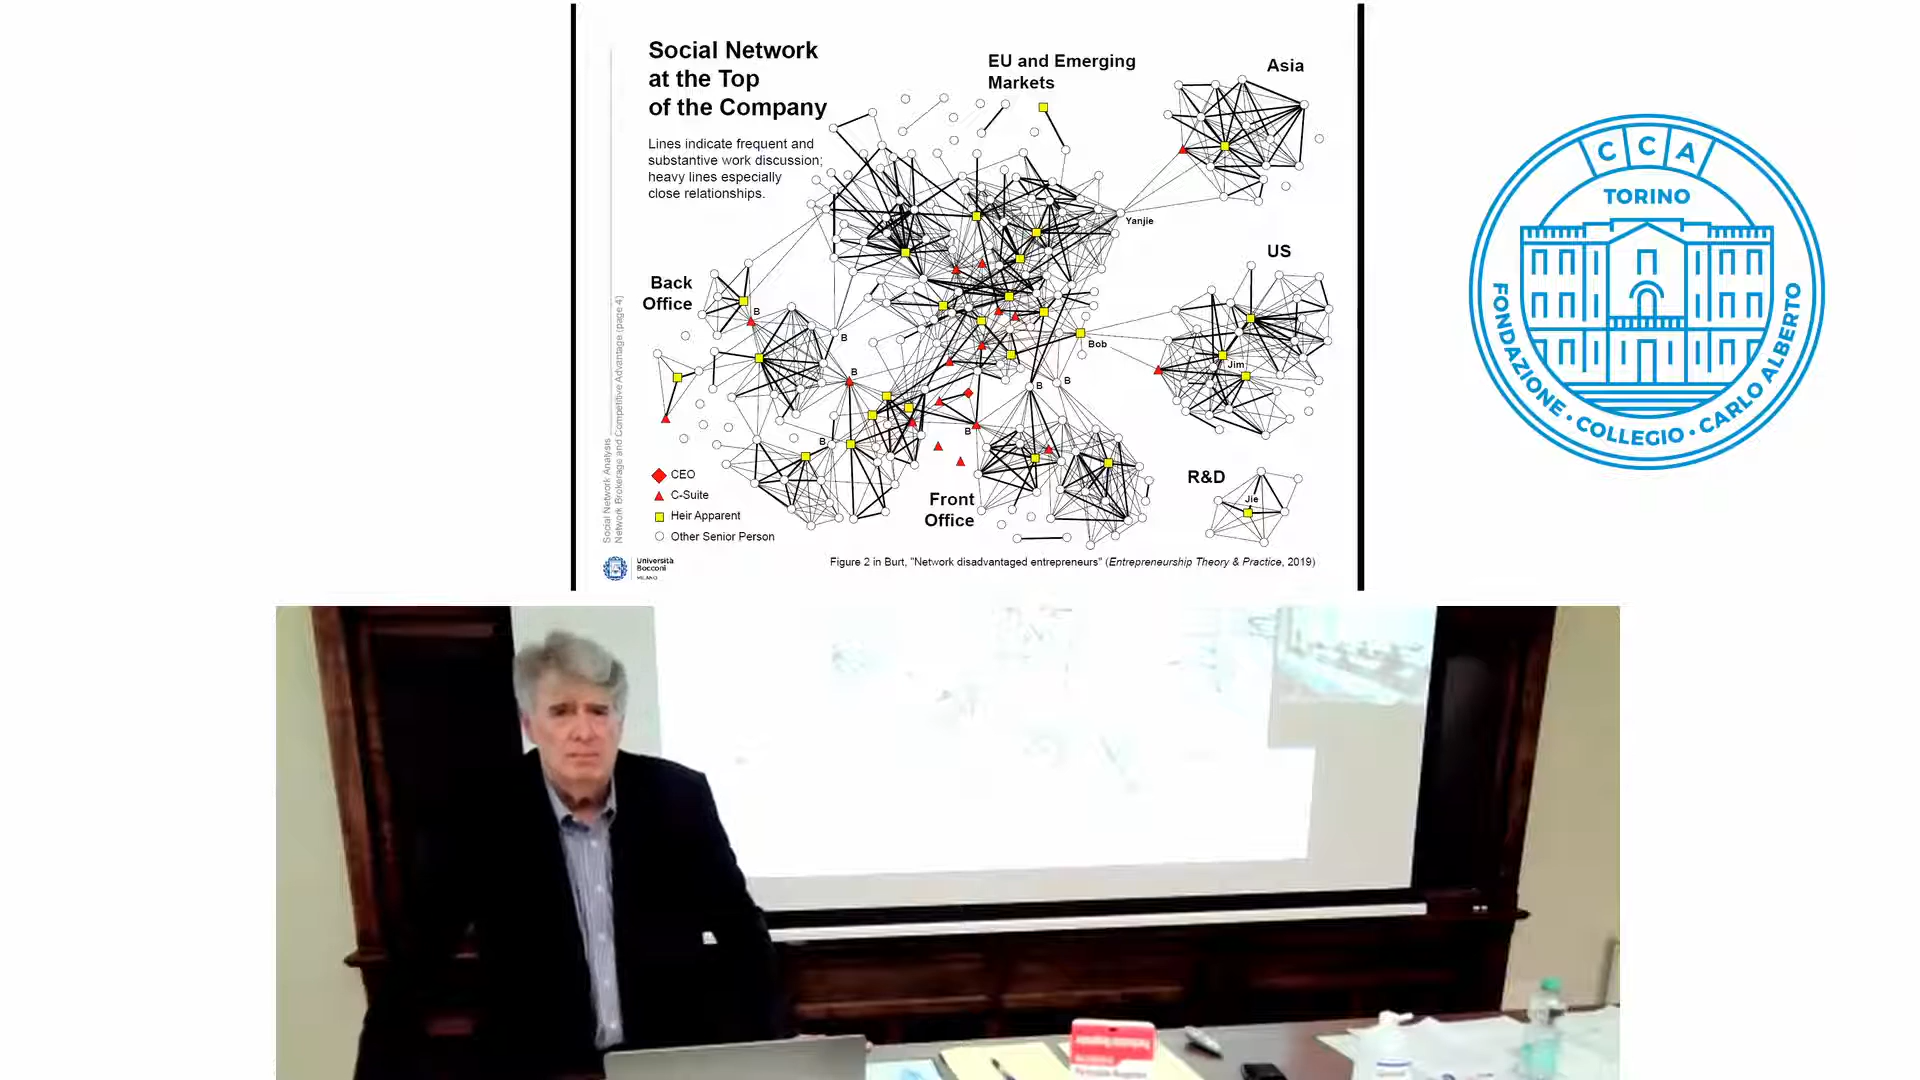 Social Network
at the Top
of the Company
Lines indicate frequent and
substantive work discussion;
heavy lines especially
close relationships.
EU and Emerging
Markets
Asia
Yanjie
US
Back
Office
B
B
B
Bob
Jim
B
B
B
B
R&D
Jie
Front
Office
CEO
C-Suite
Heir Apparent
Other Senior Person
Social Network Analysis
Network Brokerage and Competitive Advantage (page 4)
Università
Bocconi
MILANO
Figure 2 in Burt, "Network disadvantaged entrepreneurs" (Entrepreneurship Theory & Practice, 2019)
CCA
TORINO
FONDAZIONE • COLLEGIO • CARLO ALBERTO